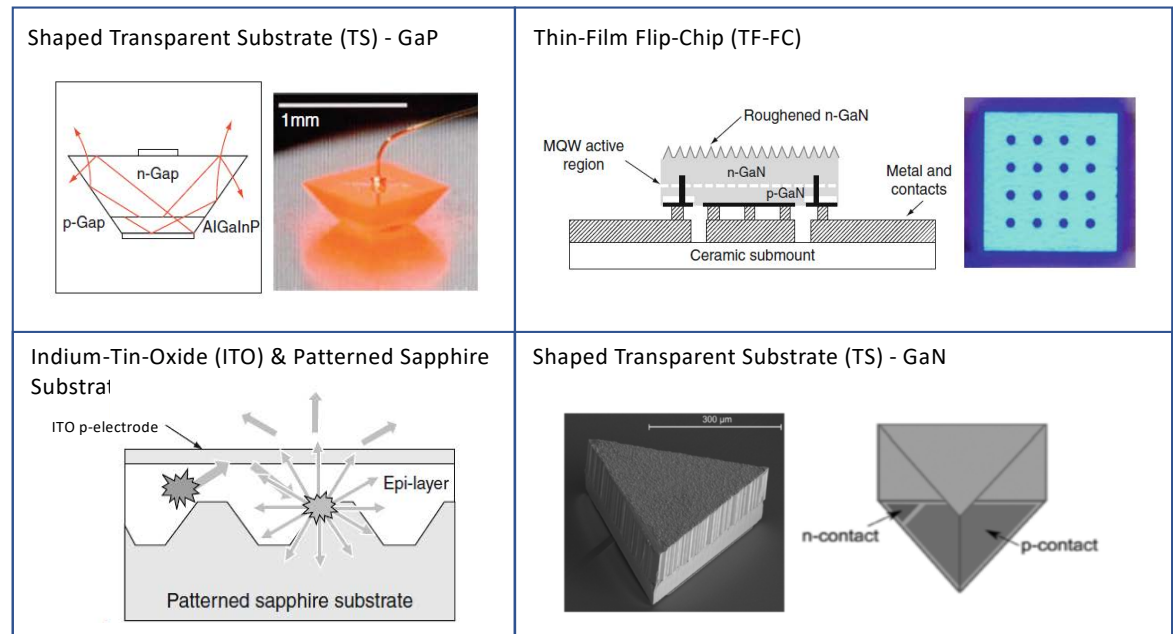 Shaped Transparent Substrate (TS) - GaP
1mm
n-Gap
p-Gap
AlGaInP
Thin-Film Flip-Chip (TF-FC)
Roughened n-GaN
MQW active
region
n-GaN
p-GaN
Metal and
contacts
Ceramic submount
Indium-Tin-Oxide (ITO) & Patterned Sapphire
Substrat
ITO p-electrode
Epi-layer
Patterned sapphire substrate
Shaped Transparent Substrate (TS) - GaN
300 µm
n-contact
p-contact